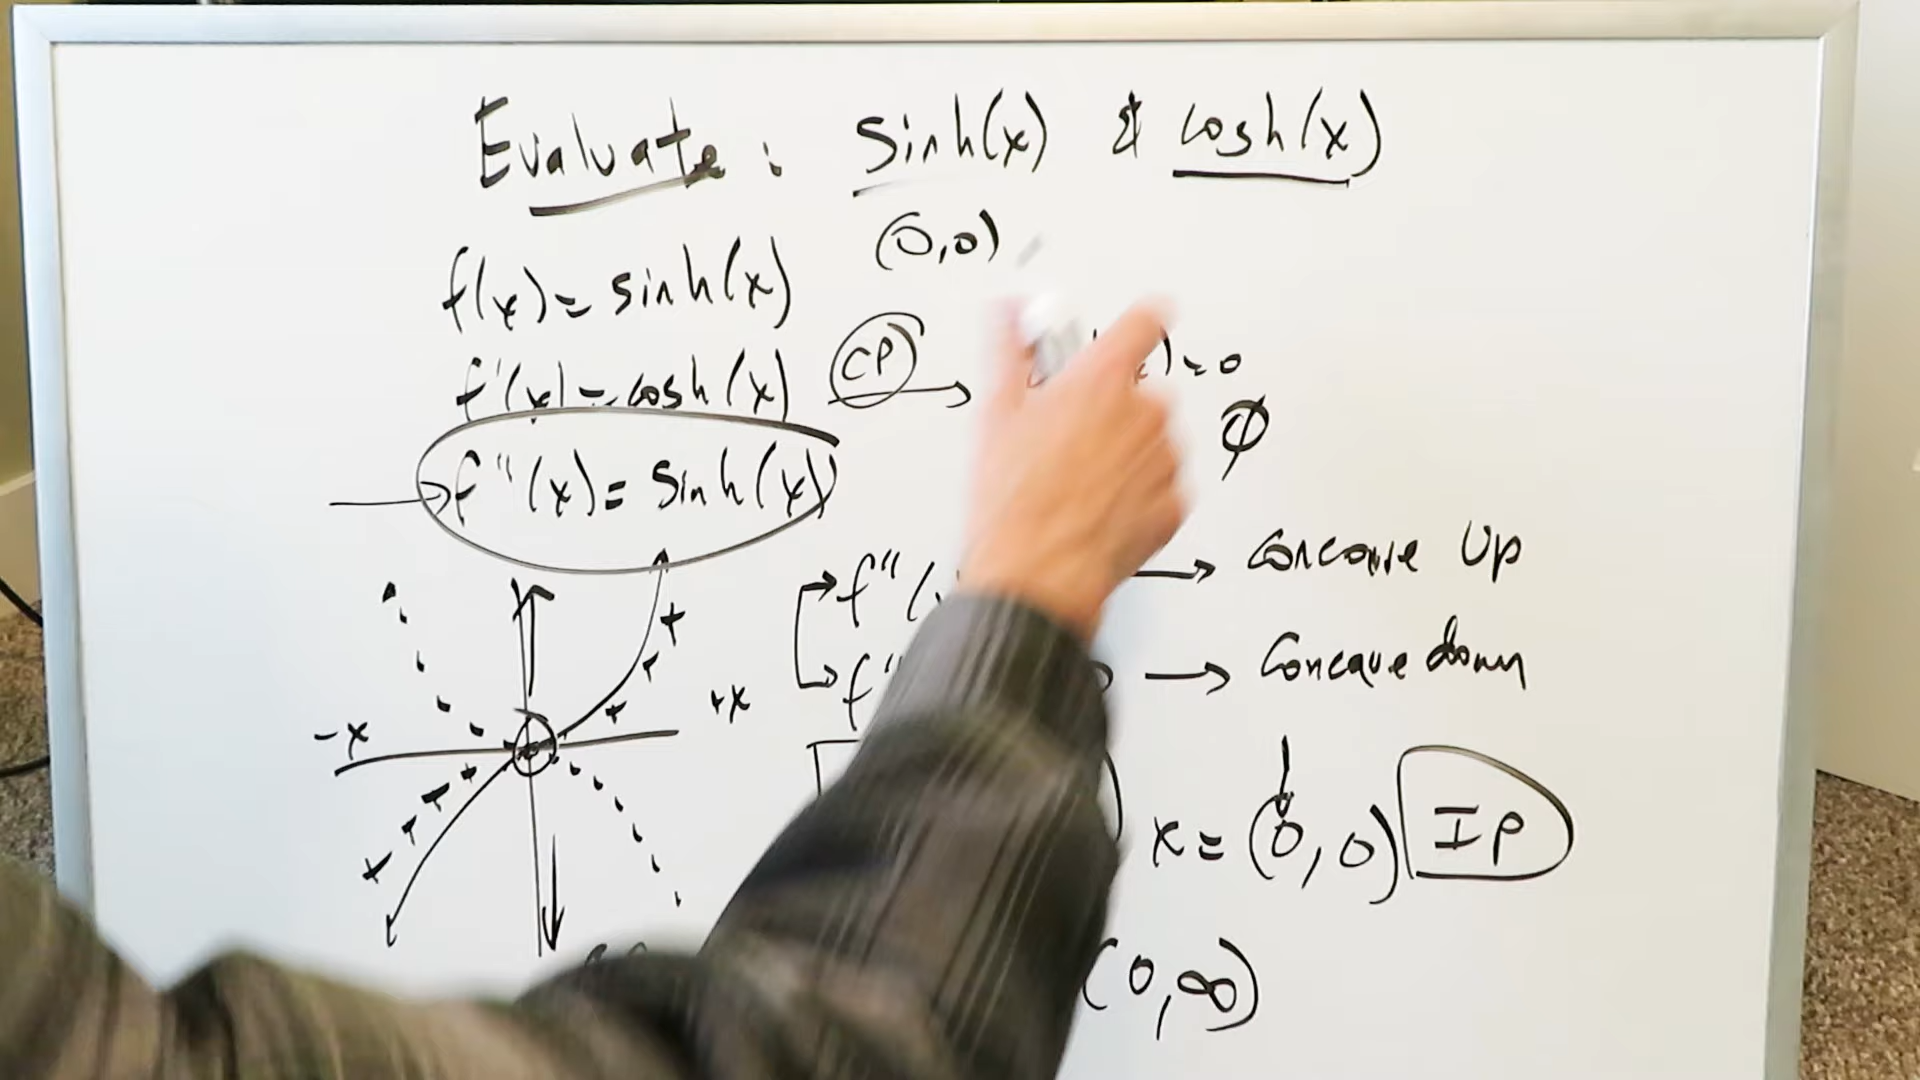 Evaluate: sinh(x) & cosh(x)
(0,0)
f(x) = sinh(x)
f'(x) = cosh(x) CP → x) = 0
∅
→ f''(x) = sinh(x)
→ f''( → Concave Up
→ f'' → Concave down
-x +x
x = (0,0) IP
(0,∞)